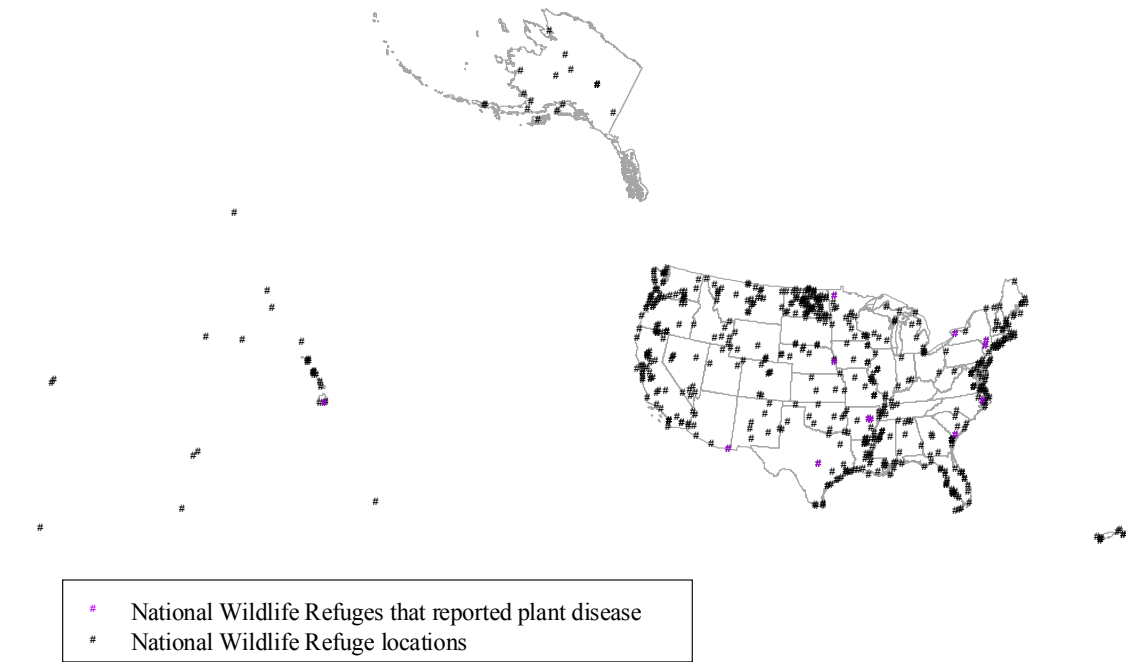 # National Wildlife Refuges that reported plant disease
# National Wildlife Refuge locations